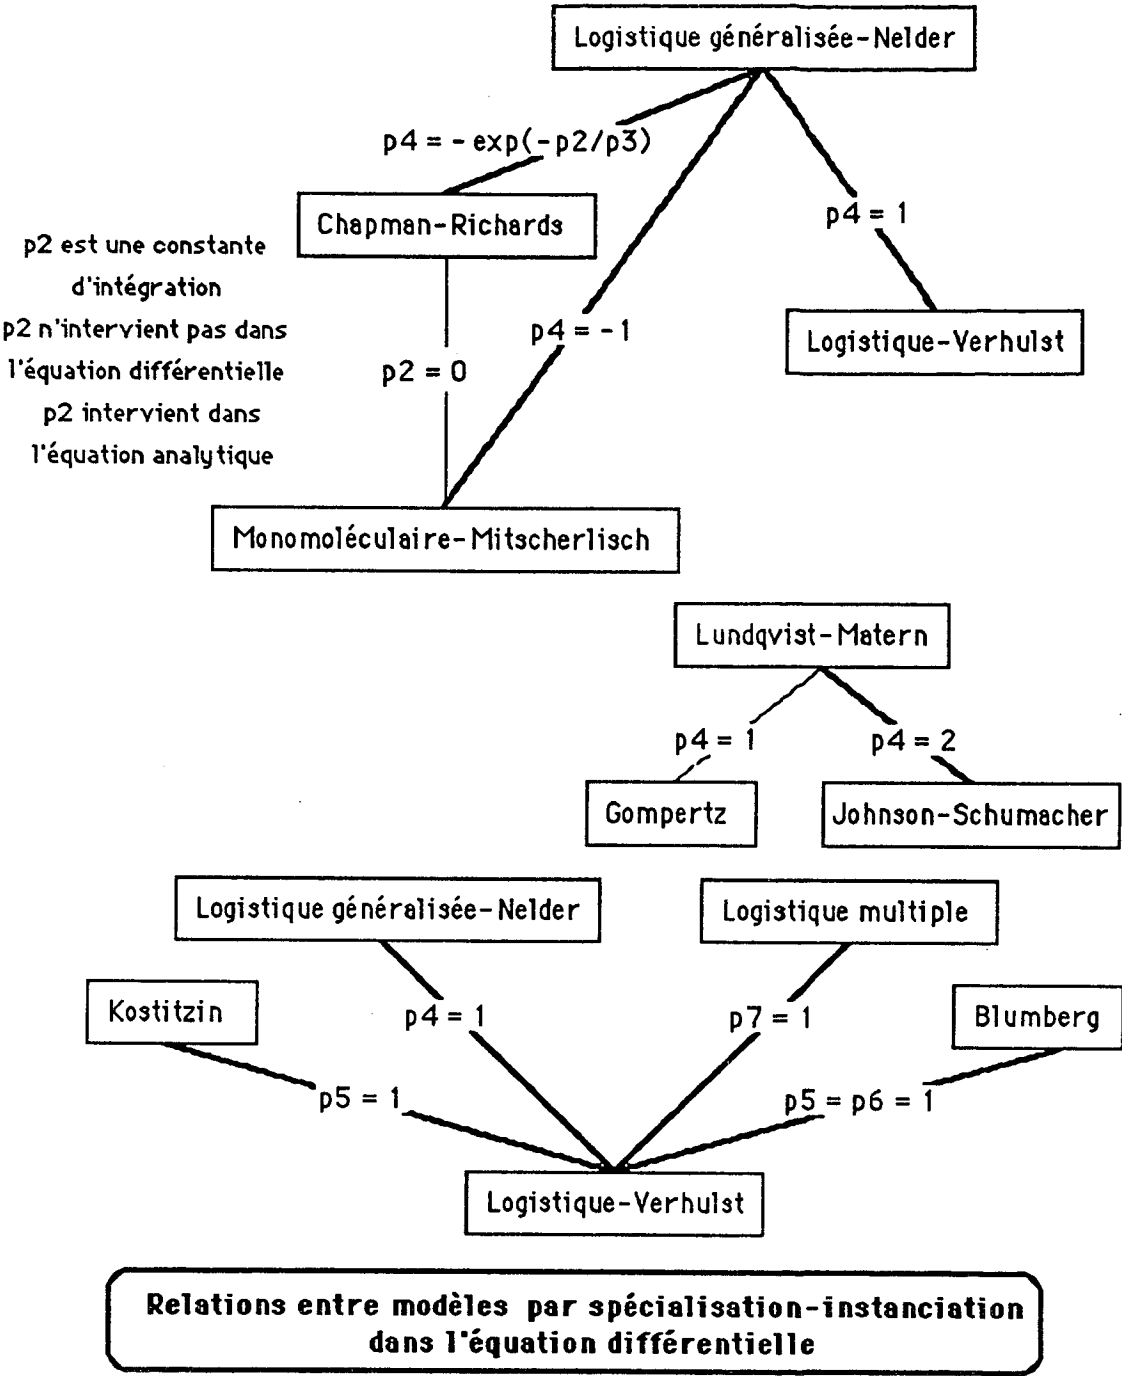 Logistique généralisée-Nelder
p4 = - exp(-p2/p3)
Chapman-Richards
p4 = 1
p2 est une constante
d'intégration
p2 n'intervient pas dans
l'équation différentielle
p2 intervient dans
l'équation analytique
p4 = -1
Logistique-Verhulst
p2 = 0
Monomoléculaire-Mitscherlisch
Lundqvist-Matern
p4 = 1
p4 = 2
Gompertz
Johnson-Schumacher
Logistique généralisée-Nelder
Logistique multiple
Kostitzin
p4 = 1
p7 = 1
Blumberg
p5 = 1
p5 = p6 = 1
Logistique-Verhulst
Relations entre modèles par spécialisation-instanciation
dans l'équation différentielle